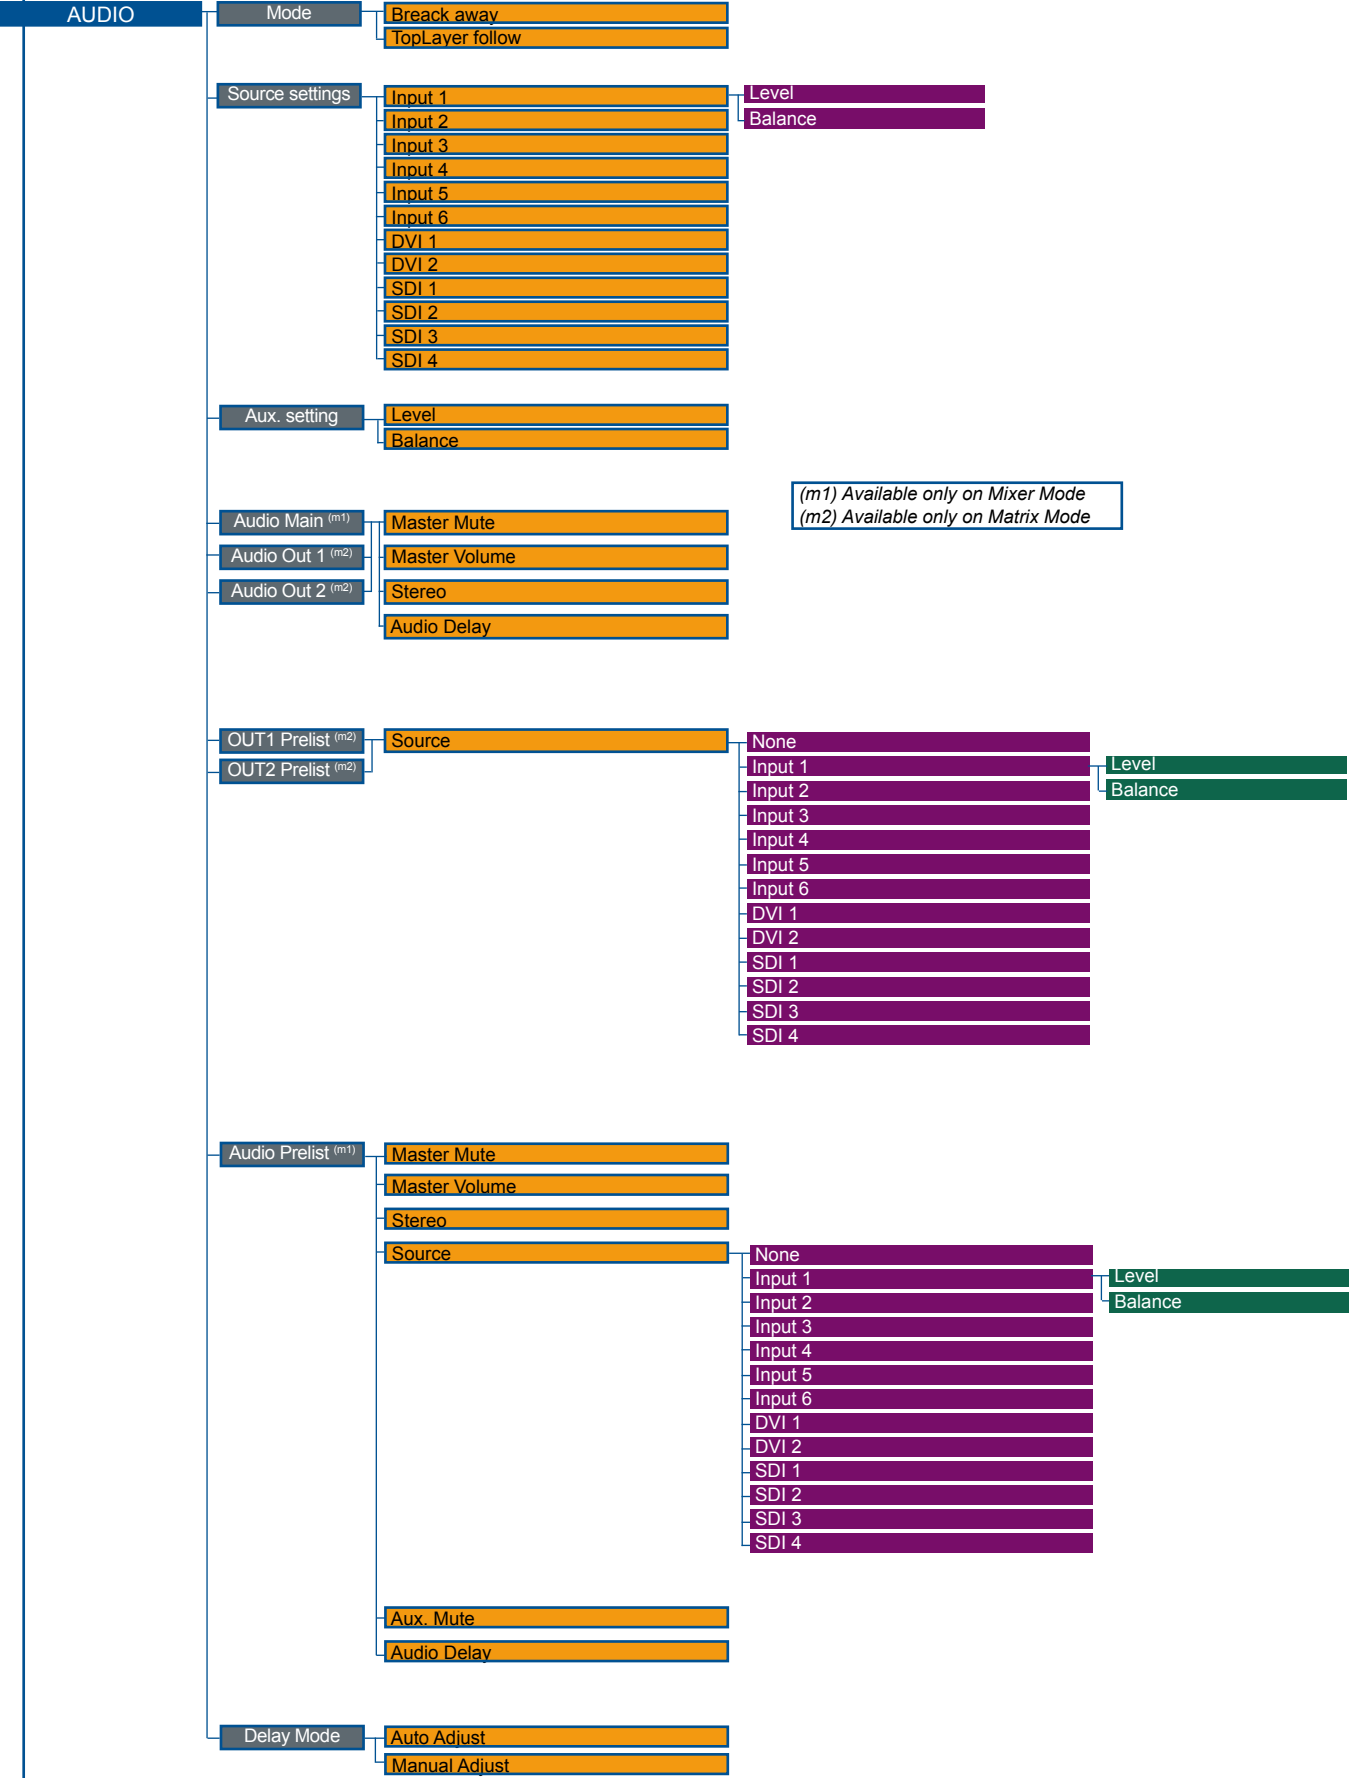 AUDIO
Mode
Breack away
TopLayer follow
Source settings
Input 1
Level
Balance
Input 2
Input 3
Input 4
Input 5
Input 6
DVI 1
DVI 2
SDI 1
SDI 2
SDI 3
SDI 4
Aux. setting
Level
Balance
(m1) Available only on Mixer Mode
(m2) Available only on Matrix Mode
Audio Main (m1)
Audio Out 1 (m2)
Audio Out 2 (m2)
Master Mute
Master Volume
Stereo
Audio Delay
OUT1 Prelist (m2)
OUT2 Prelist (m2)
Source
None
Input 1
Level
Balance
Input 2
Input 3
Input 4
Input 5
Input 6
DVI 1
DVI 2
SDI 1
SDI 2
SDI 3
SDI 4
Audio Prelist (m1)
Master Mute
Master Volume
Stereo
Source
None
Input 1
Level
Balance
Input 2
Input 3
Input 4
Input 5
Input 6
DVI 1
DVI 2
SDI 1
SDI 2
SDI 3
SDI 4
Aux. Mute
Audio Delay
Delay Mode
Auto Adjust
Manual Adjust